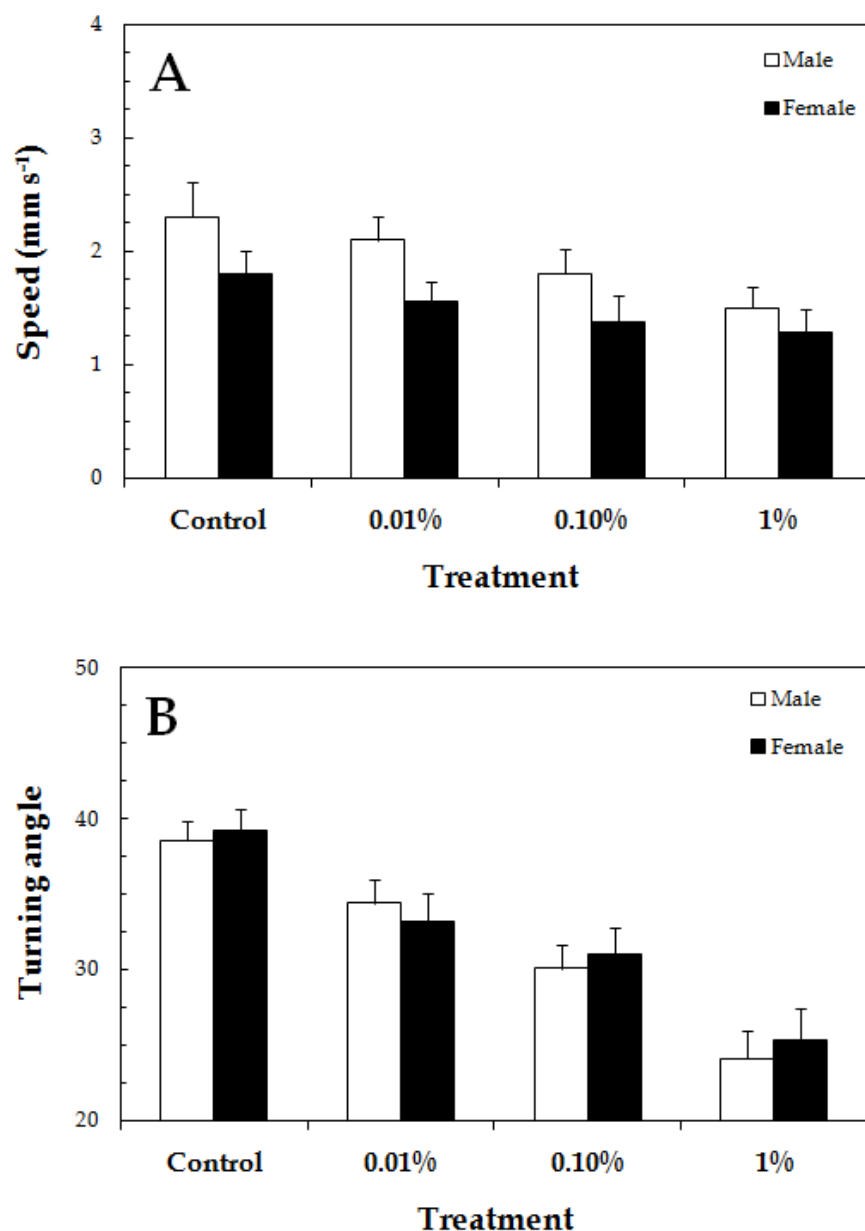 4
A
Male
Female
3
Speed (mm s⁻¹)
2
1
0
Control 0.01% 0.10% 1%
Treatment
50
B
Male
Female
40
Turning angle
30
20
Control 0.01% 0.10% 1%
Treatment